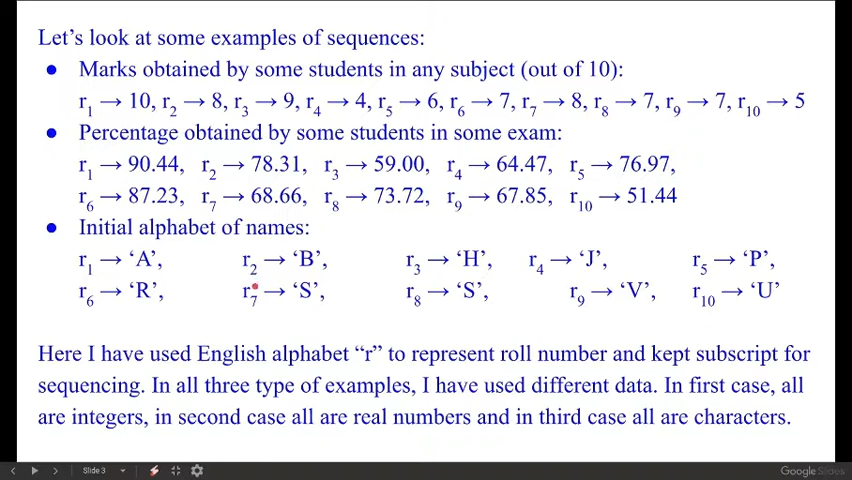 Let’s look at some examples of sequences:
● Marks obtained by some students in any subject (out of 10):
r1 → 10, r2 → 8, r3 → 9, r4 → 4, r5 → 6, r6 → 7, r7 → 8, r8 → 7, r9 → 7, r10 → 5
● Percentage obtained by some students in some exam:
r1 → 90.44, r2 → 78.31, r3 → 59.00, r4 → 64.47, r5 → 76.97,
r6 → 87.23, r7 → 68.66, r8 → 73.72, r9 → 67.85, r10 → 51.44
● Initial alphabet of names:
r1 → ‘A’, r2 → ‘B’, r3 → ‘H’, r4 → ‘J’, r5 → ‘P’,
r6 → ‘R’, r7 → ‘S’, r8 → ‘S’, r9 → ‘V’, r10 → ‘U’
Here I have used English alphabet “r” to represent roll number and kept subscript for
sequencing. In all three type of examples, I have used different data. In first case, all
are integers, in second case all are real numbers and in third case all are characters.
Slide 3
Google Slides